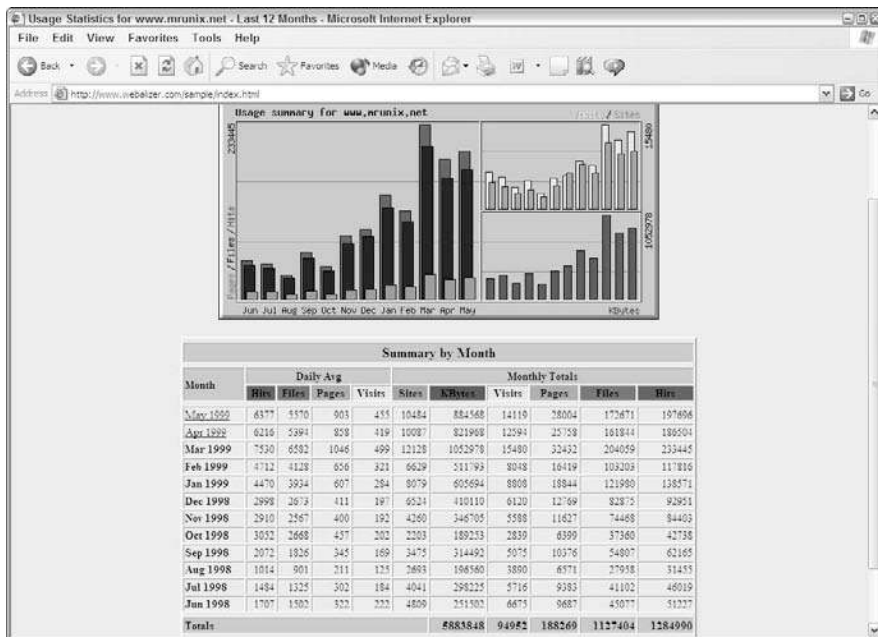 Usage Statistics for www.mrunix.net - Last 12 Months - Microsoft Internet Explorer
File Edit View Favorites Tools Help
Back Search Favorites Media
Address http://www.webalizer.com/sample/index.html Go
Usage summary for www.mrunix.net
/Sites
233445
15480
Pages/Files/Hits
1052978
Jun Jul Aug Sep Oct Nov Dec Jan Feb Mar Apr May
KBytes
Summary by Month
Month Daily Avg Monthly Totals
Hits Files Pages Visits Sites KBytes Visits Pages Files Hits
May 1999 6377 5570 903 455 10484 884568 14119 28004 172671 197696
Apr 1999 6216 5394 858 419 10087 821968 12594 25758 161844 186504
Mar 1999 7530 6582 1046 499 12128 1052978 15480 32432 204059 233445
Feb 1999 4712 4128 656 321 6629 511793 8048 16419 103203 117816
Jan 1999 4470 3934 607 284 8079 605694 8808 18844 121980 138571
Dec 1998 2998 2673 411 197 6524 410110 6120 12769 82875 92951
Nov 1998 2910 2567 400 192 4260 346705 5588 11627 74468 84403
Oct 1998 3052 2668 457 202 2203 189253 2839 6399 37360 42738
Sep 1998 2072 1826 345 169 3475 314492 5075 10376 54807 62165
Aug 1998 1014 901 211 125 2693 196560 3890 6571 27958 31455
Jul 1998 1484 1325 302 184 4041 298225 5716 9383 41102 46019
Jun 1998 1707 1502 322 222 4809 251502 6675 9687 45077 51227
Totals 5883848 94952 188269 1127404 1284990